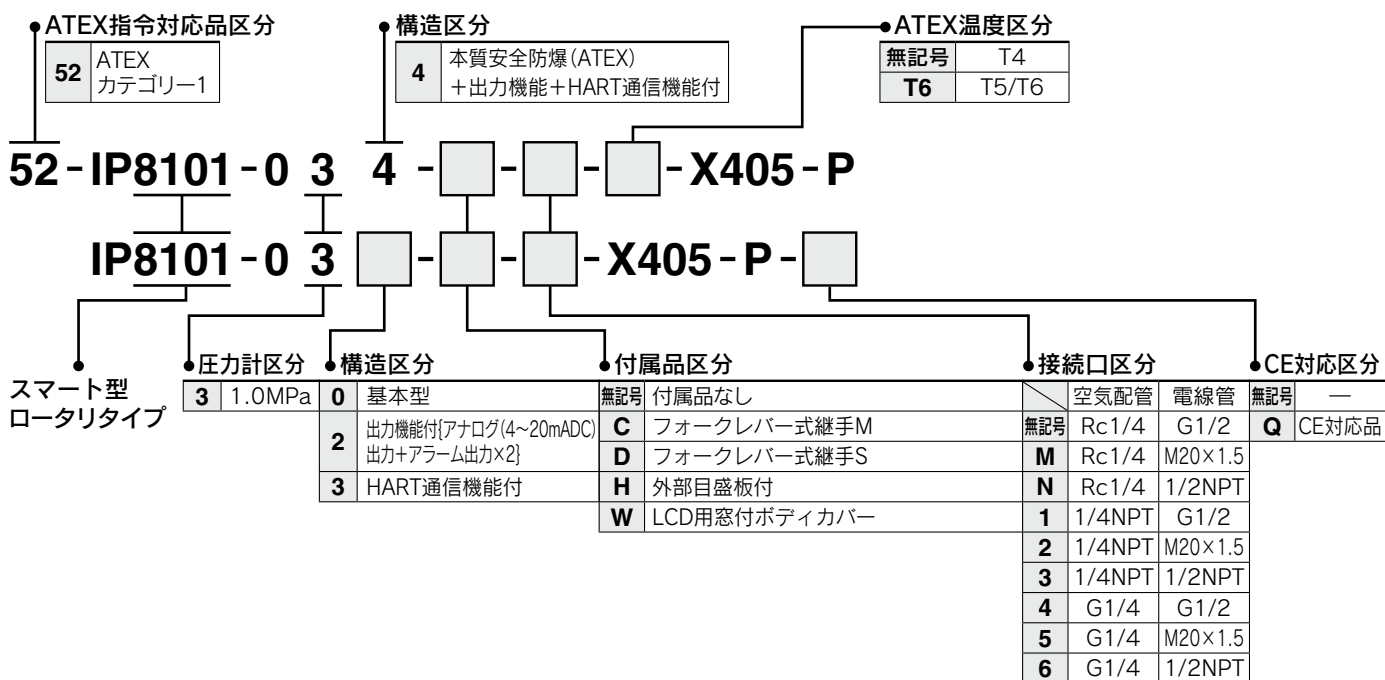 ATEX指令対応品区分
52 ATEX カテゴリー1
構造区分
4 本質安全防爆(ATEX) +出力機能+HART通信機能付
ATEX温度区分
無記号 T4
T6 T5/T6
52-IP8101-0 3 4 - - - -X405-P
IP8101-0 3 - - -X405-P-
スマート型
ロータリタイプ
圧力計区分
3 1.0MPa
構造区分
0 基本型
2 出力機能付{アナログ(4~20mADC)
出力+アラーム出力×2}
3 HART通信機能付
付属品区分
無記号 付属品なし
C フォークレバー式継手M
D フォークレバー式継手S
H 外部目盛板付
W LCD用窓付ボディカバー
接続口区分
空気配管 電線管
無記号 Rc1/4 G1/2
M Rc1/4 M20×1.5
N Rc1/4 1/2NPT
1 1/4NPT G1/2
2 1/4NPT M20×1.5
3 1/4NPT 1/2NPT
4 G1/4 G1/2
5 G1/4 M20×1.5
6 G1/4 1/2NPT
CE対応区分
無記号 —
Q CE対応品